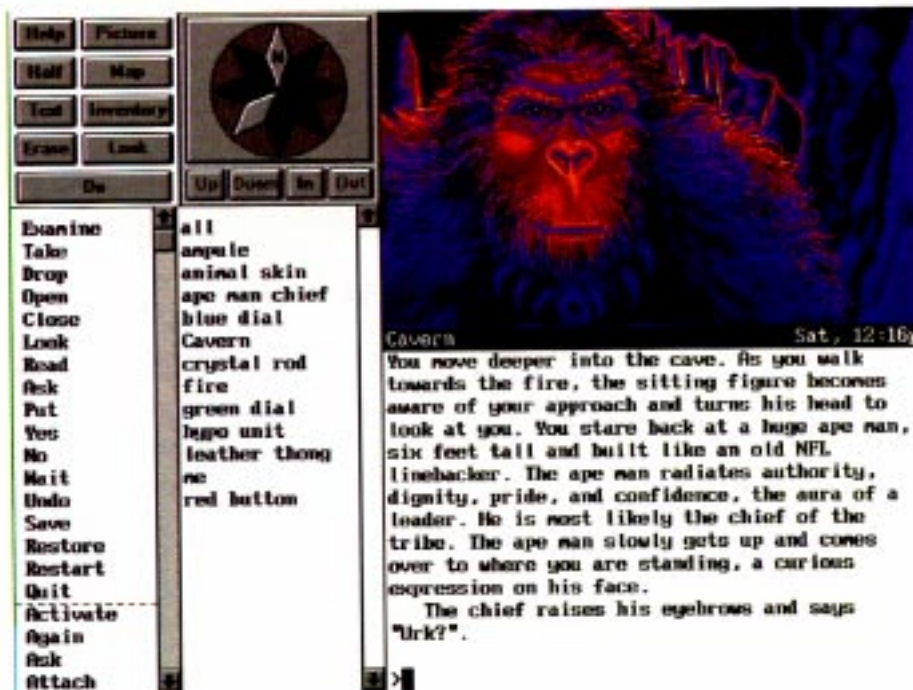 Help Picture
Half Map
Text Inventory
Erase Look
Do
N
Up Down In Out
Examine
Take
Drop
Open
Close
Look
Read
Ask
Put
Yes
No
Wait
Undo
Save
Restore
Restart
Quit
Activate
Again
Ask
Attach
all
ampule
animal skin
ape man chief
blue dial
Cavern
crystal rod
fire
green dial
hypo unit
leather thong
me
red button
Cavern Sat, 12:16p
You move deeper into the cave. As you walk
towards the fire, the sitting figure becomes
aware of your approach and turns his head to
look at you. You stare back at a huge ape man,
six feet tall and built like an old NFL
linebacker. The ape man radiates authority,
dignity, pride, and confidence, the aura of a
leader. He is most likely the chief of the
tribe. The ape man slowly gets up and comes
over to where you are standing, a curious
expression on his face.
The chief raises his eyebrows and says
"Urk?".
>